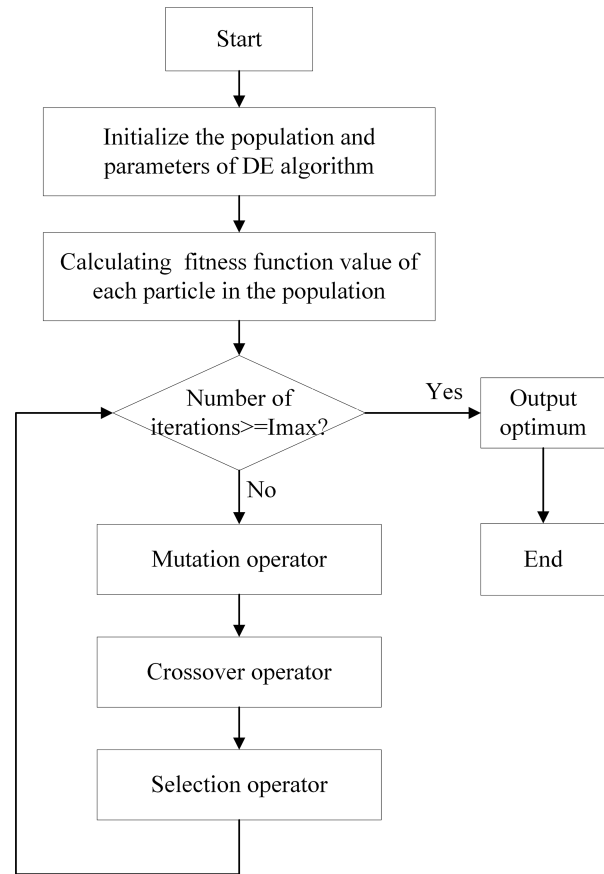 Start
Initialize the population and
parameters of DE algorithm
Calculating fitness function value of
each particle in the population
Number of
iterations>=Imax?
Yes
Output
optimum
No
Mutation operator
End
Crossover operator
Selection operator